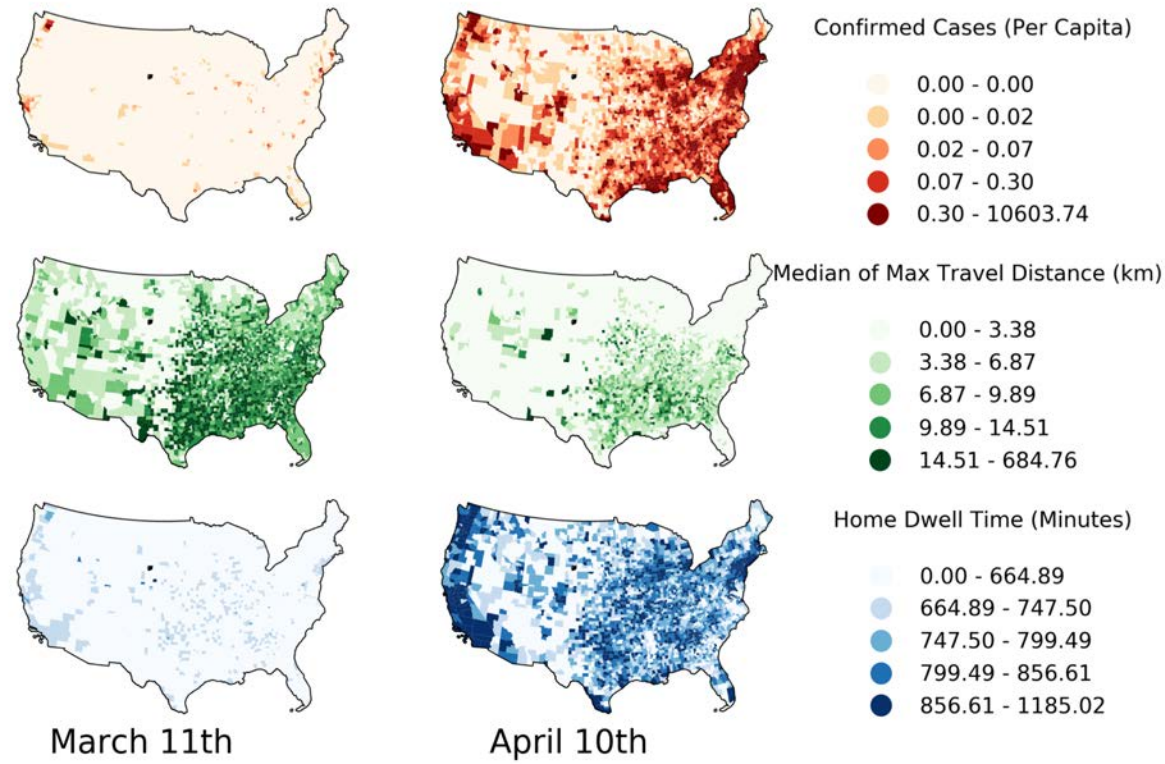 Confirmed Cases (Per Capita)
0.00 - 0.00
0.00 - 0.02
0.02 - 0.07
0.07 - 0.30
0.30 - 10603.74
Median of Max Travel Distance (km)
0.00 - 3.38
3.38 - 6.87
6.87 - 9.89
9.89 - 14.51
14.51 - 684.76
Home Dwell Time (Minutes)
0.00 - 664.89
664.89 - 747.50
747.50 - 799.49
799.49 - 856.61
856.61 - 1185.02
March 11th
April 10th